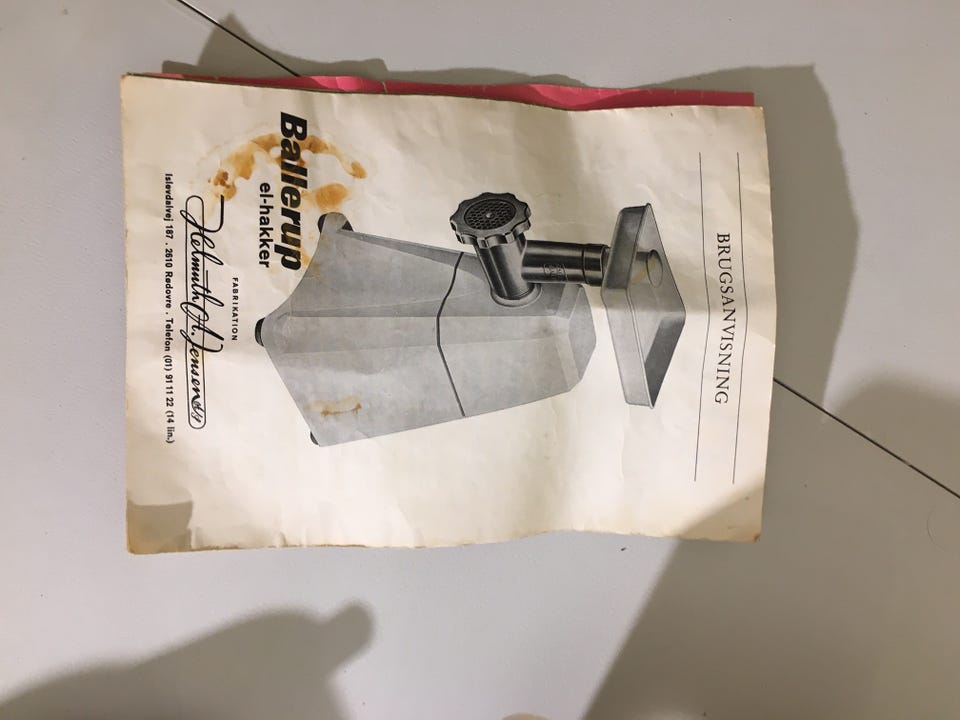 BRUGSANVISNING
Ballerup
el-hakker
FABRIKATION
Helmuth A. Jensen A/S
Islevdalvej 187 . 2610 Rødovre . Telefon (01) 91 11 22 (14 lin.)